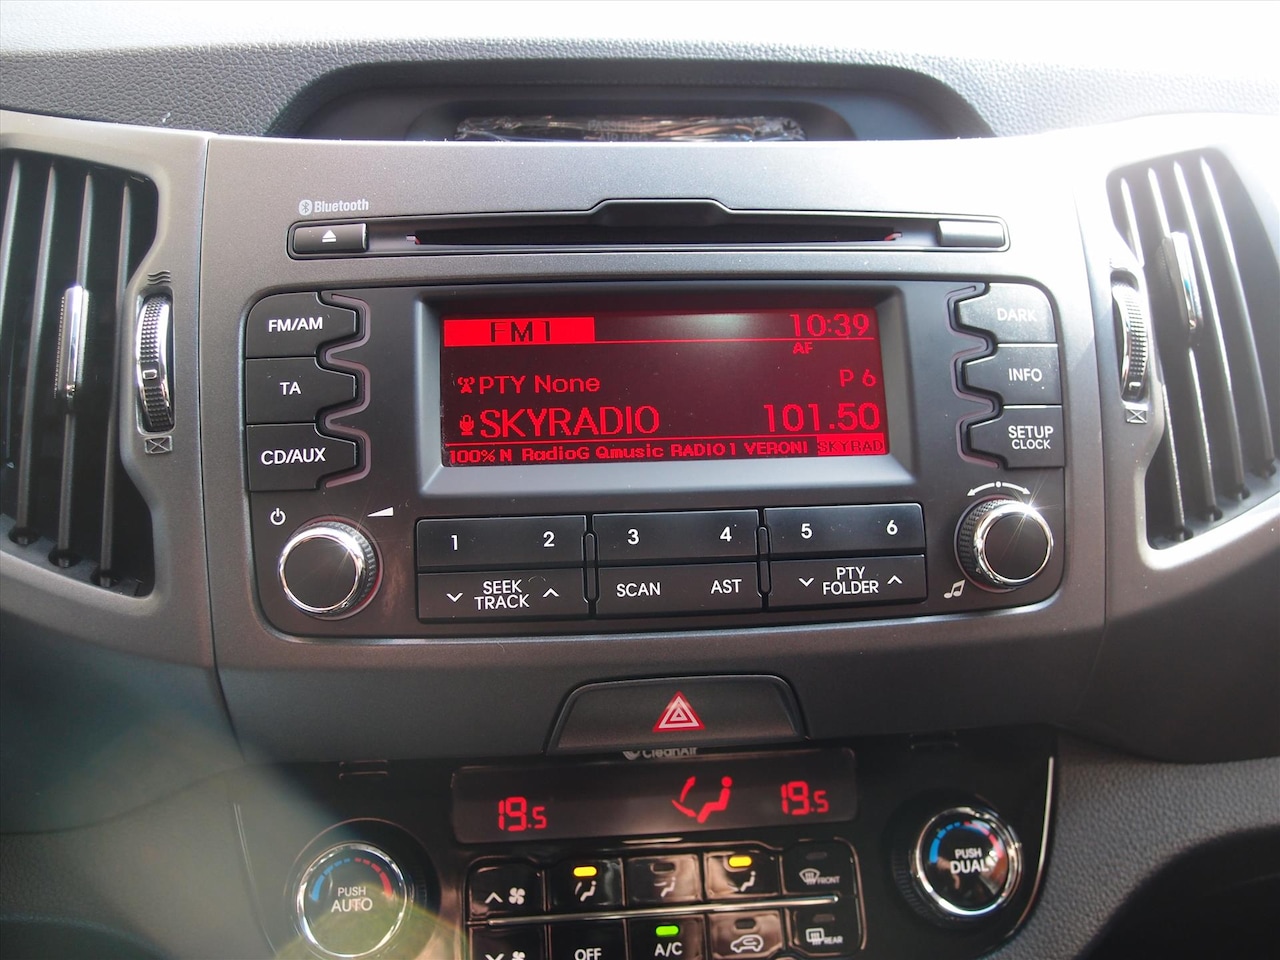 Bluetooth
FM/AM
TA
CD/AUX
FM1 10:39
AF
PTY None P 6
SKYRADIO 101.50
100% N RadioG Qmusic RADIO1 VERONI SKYRAD
DARK
INFO
SETUP
CLOCK
1 2 3 4 5 6
SEEK
TRACK
SCAN AST
PTY
FOLDER
CleanAir
19.5 19.5
PUSH
AUTO
PUSH
DUAL
FRONT
OFF A/C REAR